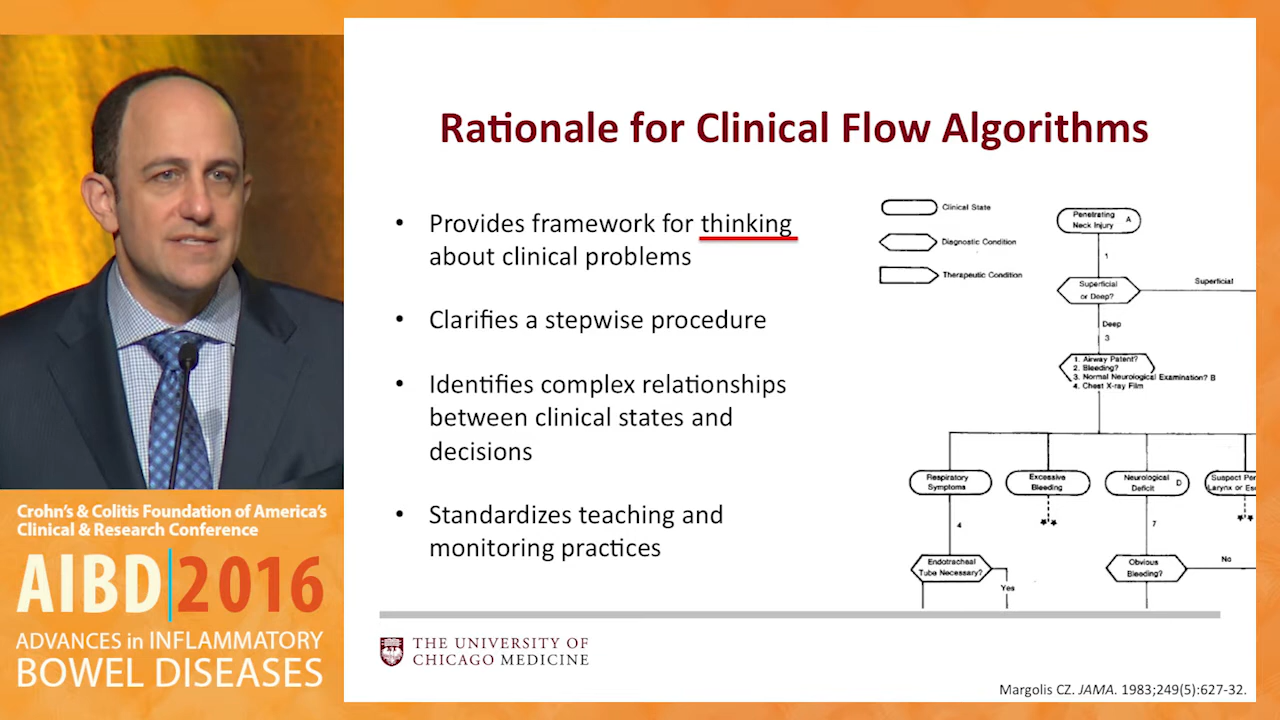 Rationale for Clinical Flow Algorithms
• Provides framework for thinking
about clinical problems
• Clarifies a stepwise procedure
• Identifies complex relationships
between clinical states and
decisions
• Standardizes teaching and
monitoring practices
Clinical State
Diagnostic Condition
Therapeutic Condition
Penetrating
Neck Injury
A
1
Superficial
or Deep?
Superficial
Deep
3
1. Airway Patent?
2. Bleeding?
3. Normal Neurological Examination? B
4. Chest X-ray Film
Respiratory
Symptoms
Excessive
Bleeding
Neurological
Deficit
D
Suspect Per
Larynx or Es
4
7
Endotracheal
Tube Necessary?
Yes
Obvious
Bleeding?
No
THE UNIVERSITY OF
CHICAGO MEDICINE
Margolis CZ. JAMA. 1983;249(5):627-32.
Crohn's & Colitis Foundation of America's
Clinical & Research Conference
AIBD|2016
ADVANCES in INFLAMMATORY
BOWEL DISEASES